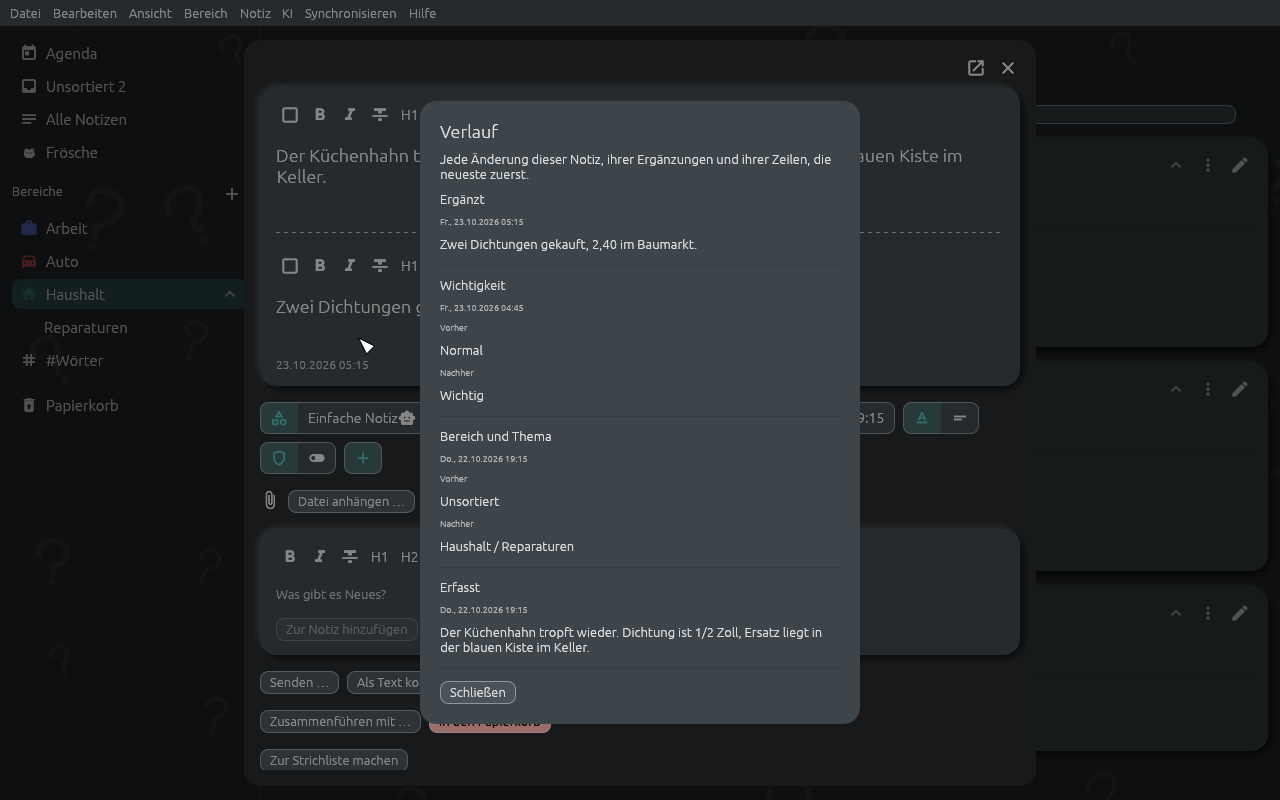 Datei Bearbeiten Ansicht Bereich Notiz KI Synchronisieren Hilfe
Agenda
Unsortiert 2
Alle Notizen
Frösche
Bereiche
Arbeit
Auto
Haushalt
Reparaturen
#Wörter
Papierkorb
B I H1
Der Küchenhahn
auen Kiste im
Keller.
B I H1
Zwei Dichtungen
23.10.2026 05:15
Einfache Notiz
9:15
Datei anhängen ...
B I H1 H2
Was gibt es Neues?
Zur Notiz hinzufügen
Senden ...
Als Text ko
Zusammenführen mit ...
In den Papierkorb
Zur Strichliste machen
Verlauf
Jede Änderung dieser Notiz, ihrer Ergänzungen und ihrer Zeilen, die
neueste zuerst.
Ergänzt
Fr., 23.10.2026 05:15
Zwei Dichtungen gekauft, 2,40 im Baumarkt.
Wichtigkeit
Fr., 23.10.2026 04:45
Vorher
Normal
Nachher
Wichtig
Bereich und Thema
Do., 22.10.2026 19:15
Vorher
Unsortiert
Nachher
Haushalt / Reparaturen
Erfasst
Do., 22.10.2026 19:15
Der Küchenhahn tropft wieder. Dichtung ist 1/2 Zoll, Ersatz liegt in
der blauen Kiste im Keller.
Schließen